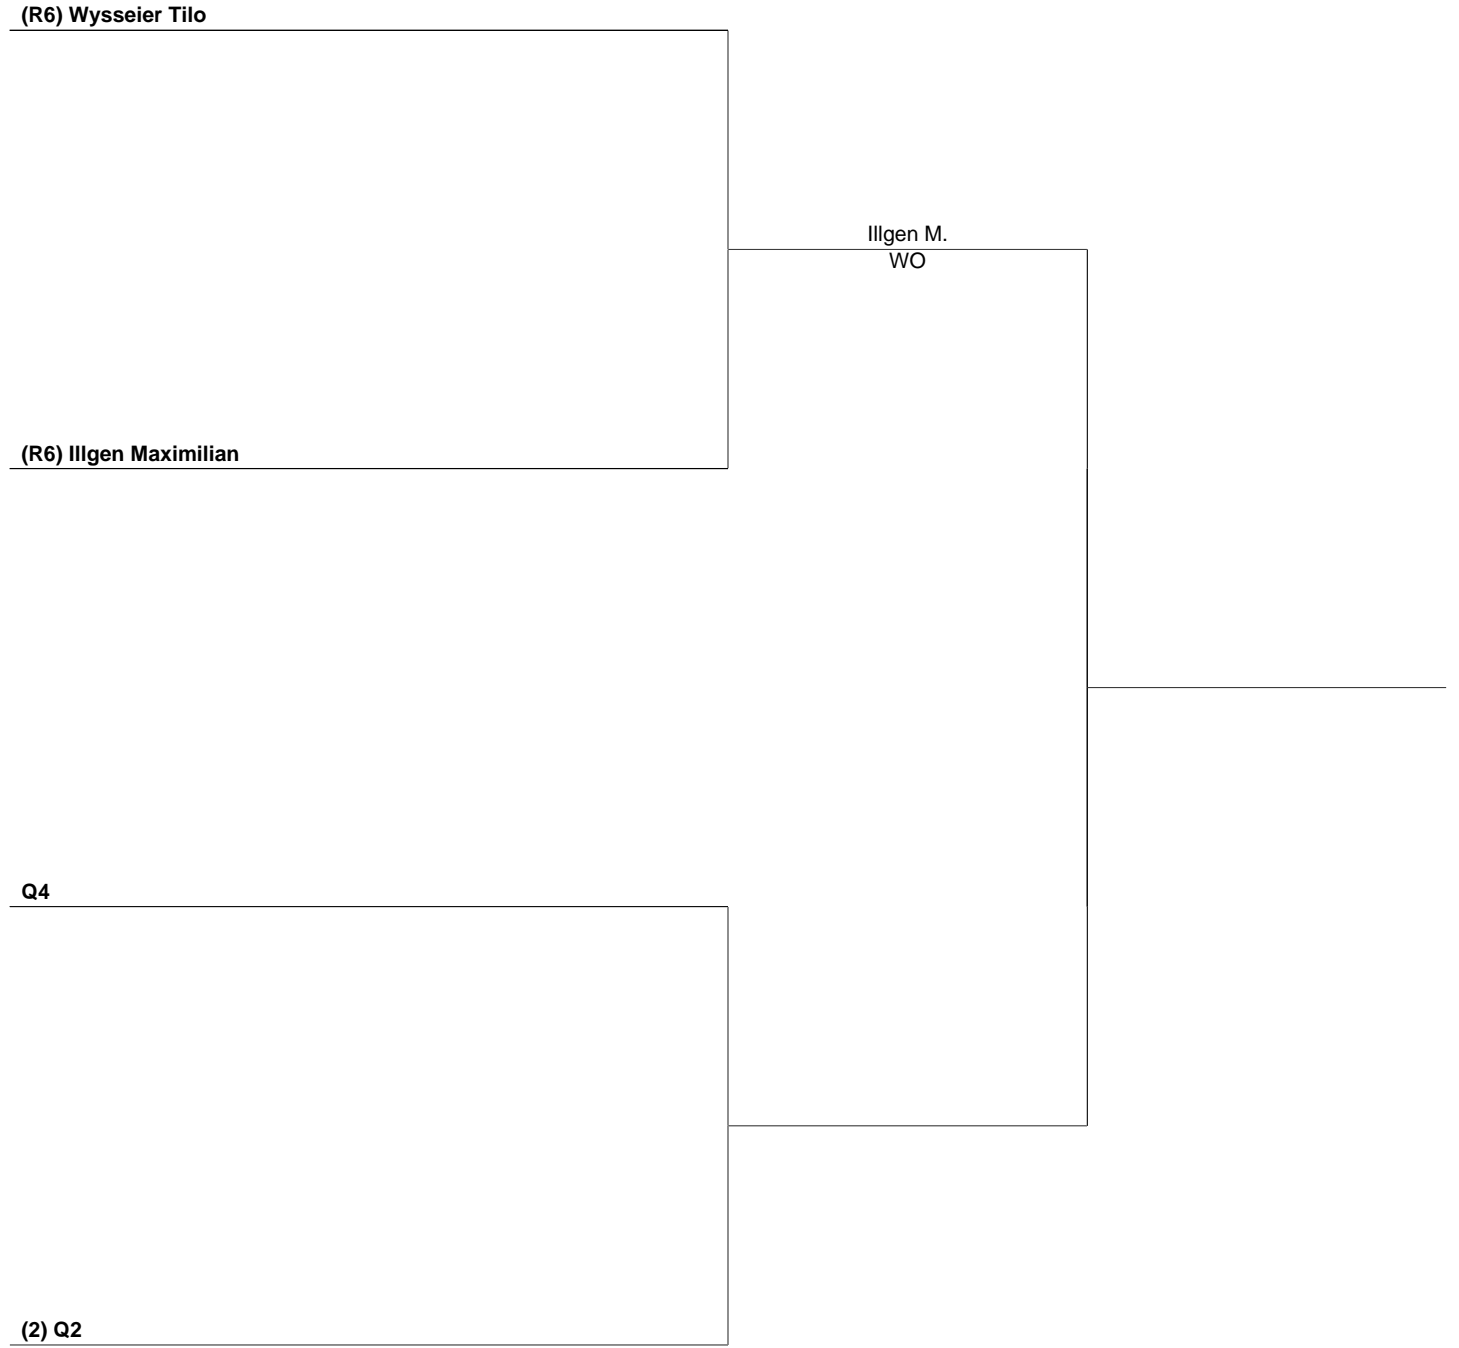 (R6) Wysseier Tilo
Illgen M.
WO
(R6) Illgen Maximilian
Q4
(2) Q2